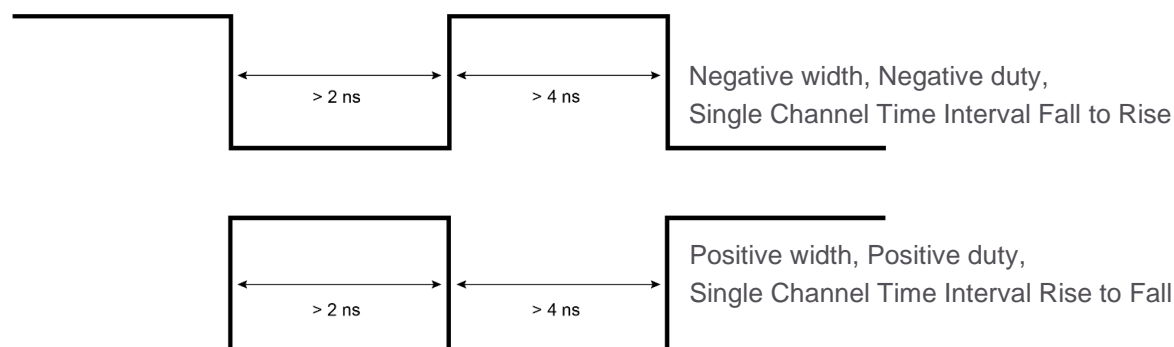 > 2 ns
> 4 ns
Negative width, Negative duty,
Single Channel Time Interval Fall to Rise
> 2 ns
> 4 ns
Positive width, Positive duty,
Single Channel Time Interval Rise to Fall